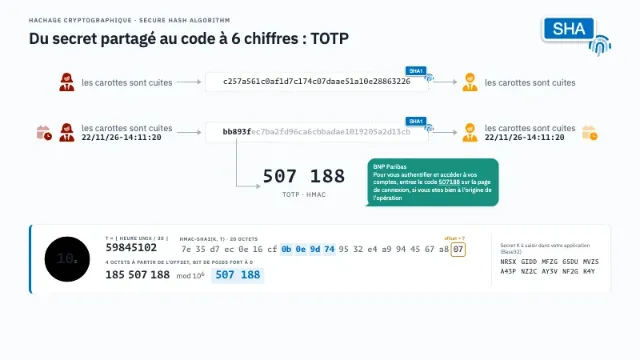 HACHAGE CRYPTOGRAPHIQUE · SECURE HASH ALGORITHM
Du secret partagé au code à 6 chiffres : TOTP
SHA
les carottes sont cuites
SHA1
c257a561c0af1d7c174c07daae51a10e28863226
les carottes sont cuites
les carottes sont cuites
22/11/26-14:11:20
SHA1
bb893fec7ba2fd96ca6cbbadae1019205a2d13cb
les carottes sont cuites
22/11/26-14:11:20
507 188
TOTP · HMAC
BNP Paribas
Pour vous authentifier et accéder à vos
comptes, entrez le code 507188 sur la page
de connexion, si vous etes bien à l'origine de
l'opération
T = ⌊ HEURE UNIX / 30 ⌋
59845102
HMAC-SHA1(K, T) · 20 OCTETS
offset = 7
7e 35 d7 ec 0e 16 cf 0b 0e 9d 74 95 32 e4 a9 94 45 67 a8 07
4 OCTETS À PARTIR DE L'OFFSET, BIT DE POIDS FORT À 0
185 507 188 mod 10⁶ 507 188
Secret K à saisir dans votre application
(Base32)
NR5X GIDD MFZG 65DU MVZS
A43P NZ2C AY3V NF2G K4Y